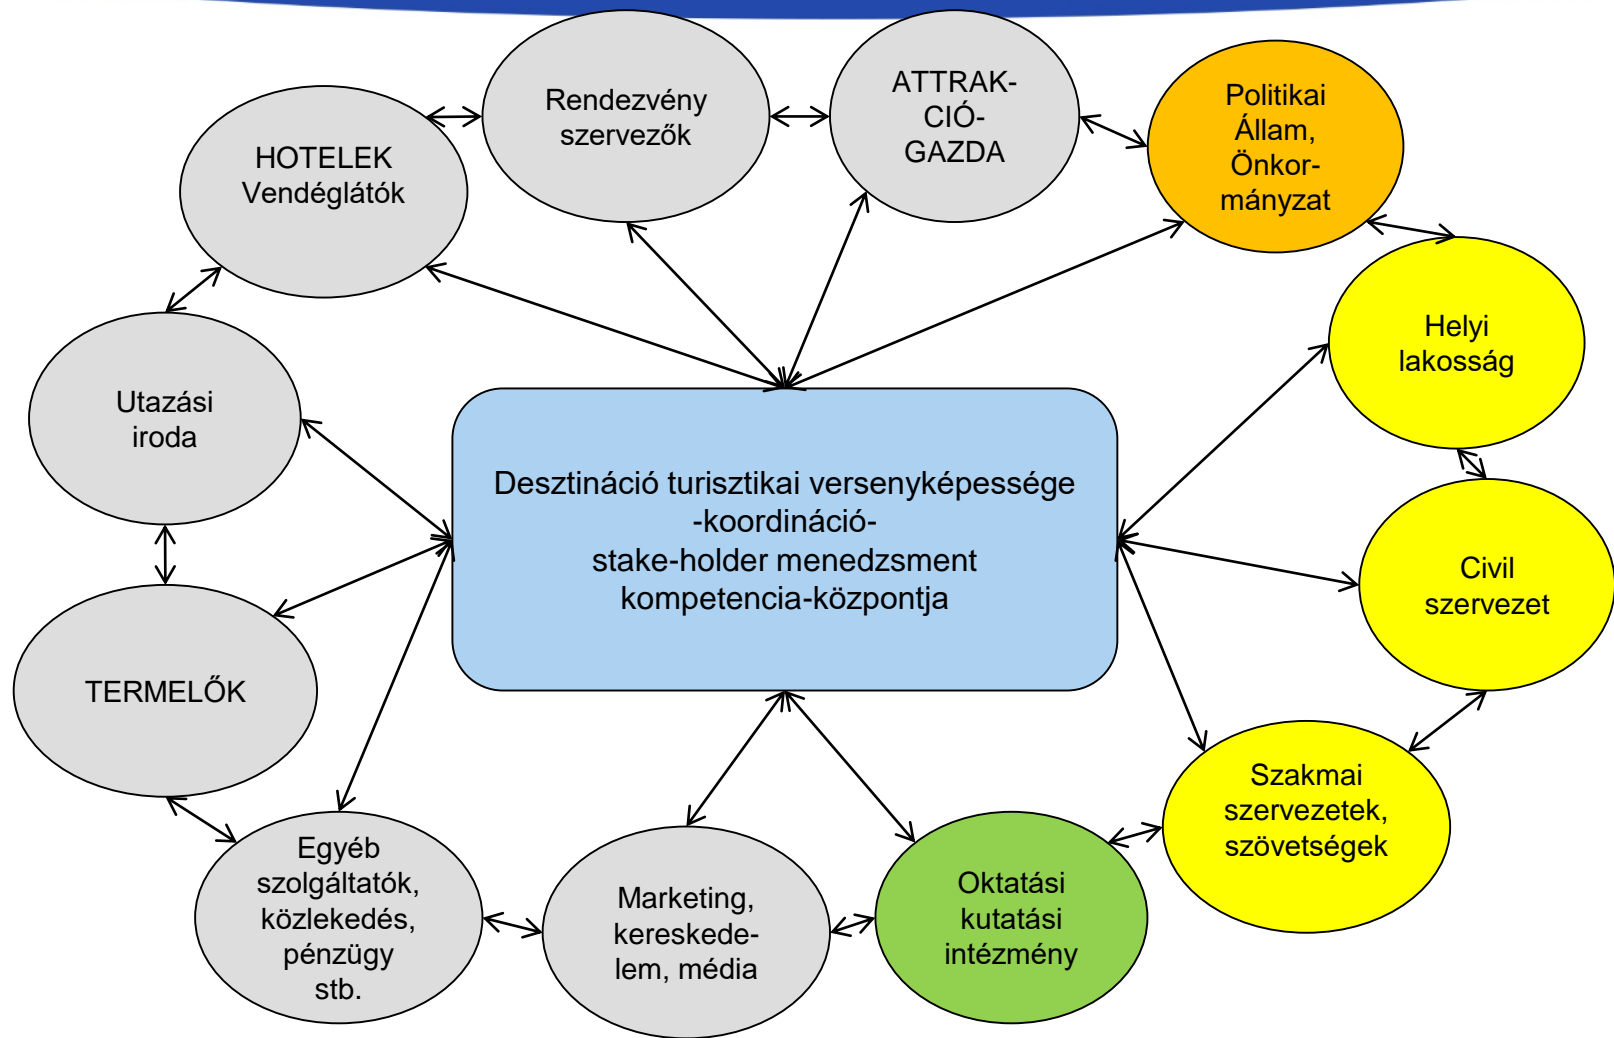 Rendezvény
szervezők
ATTRAK-
CIÓ-
GAZDA
Politikai
Állam,
Önkor-
mányzat
HOTELEK
Vendéglátók
Helyi
lakosság
Utazási
iroda
Desztináció turisztikai versenyképessége
-koordináció-
stake-holder menedzsment
kompetencia-központja
Civil
szervezet
TERMELŐK
Szakmai
szervezetek,
szövetségek
Egyéb
szolgáltatók,
közlekedés,
pénzügy
stb.
Marketing,
kereskede-
lem, média
Oktatási
kutatási
intézmény